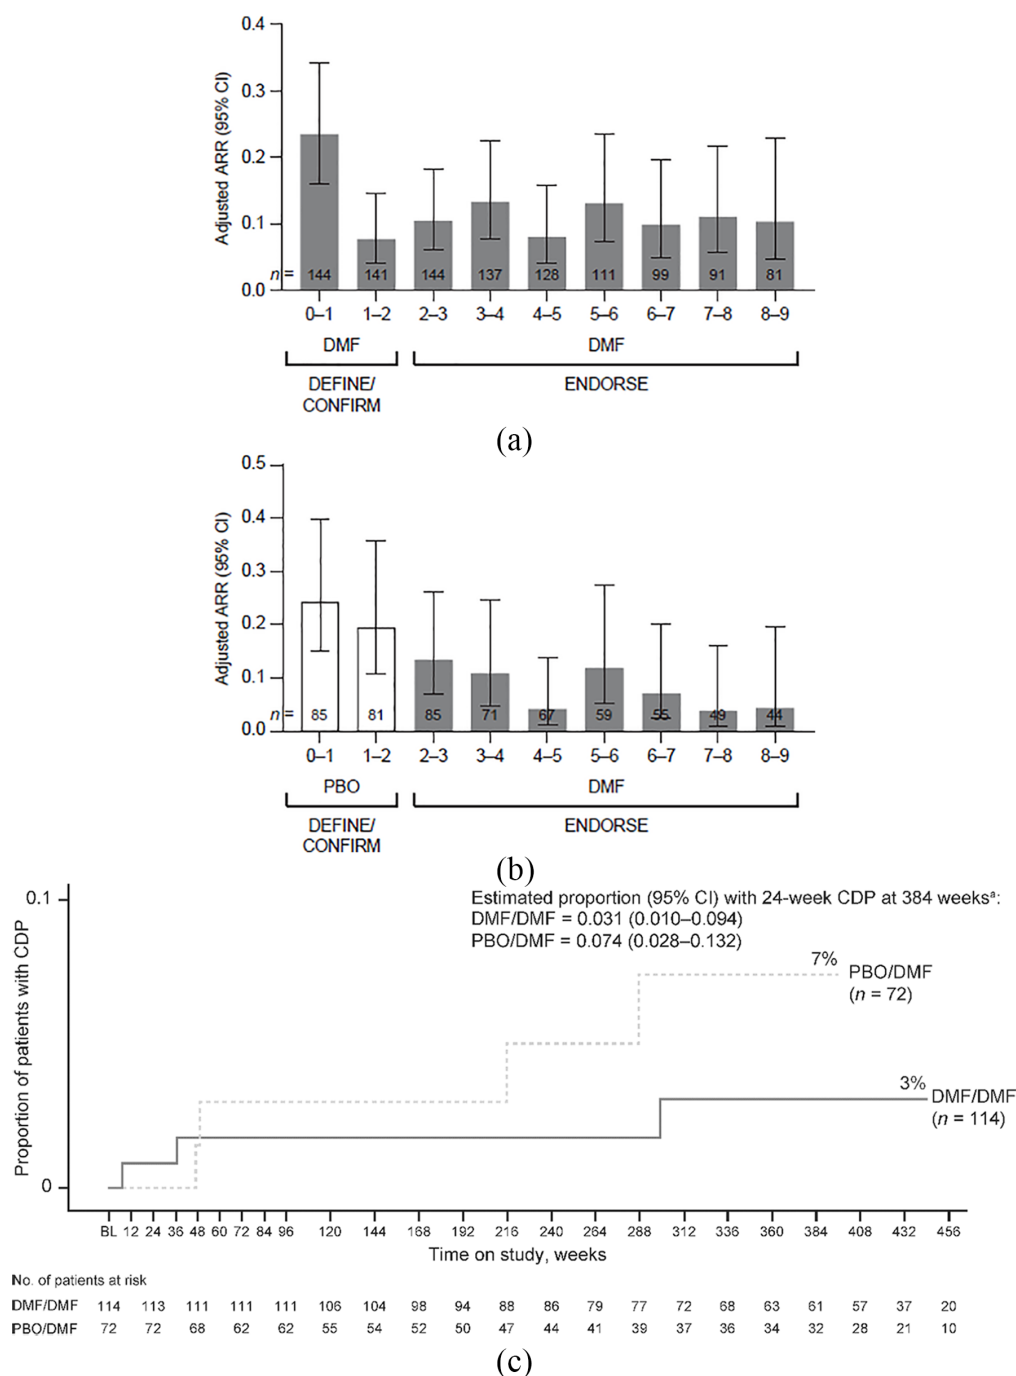 0.4
0.3
0.2
0.1
0.0
Adjusted ARR (95% CI)
n = 144 141 144 137 128 111 99 91 81
0–1 1–2 2–3 3–4 4–5 5–6 6–7 7–8 8–9
DMF DMF
DEFINE/ ENDORSE
CONFIRM
(a)
0.5
0.4
0.3
0.2
0.1
0.0
Adjusted ARR (95% CI)
n = 85 81 85 71 67 59 55 49 44
0–1 1–2 2–3 3–4 4–5 5–6 6–7 7–8 8–9
PBO DMF
DEFINE/ ENDORSE
CONFIRM
(b)
0.1
0
Proportion of patients with CDP
Estimated proportion (95% CI) with 24-week CDP at 384 weeksª:
DMF/DMF = 0.031 (0.010–0.094)
PBO/DMF = 0.074 (0.028–0.132)
7%
PBO/DMF
(n = 72)
3%
DMF/DMF
(n = 114)
BL 12 24 36 48 60 72 84 96 120 144 168 192 216 240 264 288 312 336 360 384 408 432 456
Time on study, weeks
No. of patients at risk
DMF/DMF 114 113 111 111 111 106 104 98 94 88 86 79 77 72 68 63 61 57 37 20
PBO/DMF 72 72 68 62 62 55 54 52 50 47 44 41 39 37 36 34 32 28 21 10
(c)